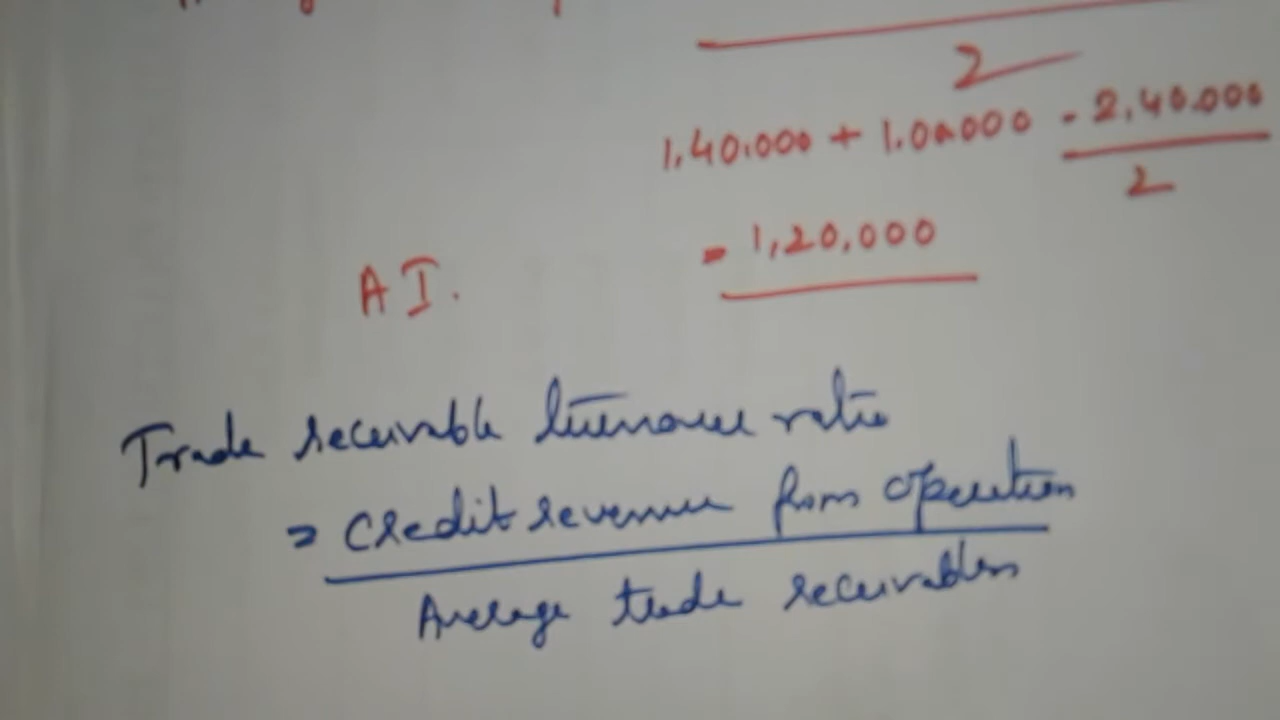 2
1,40,000 + 1,00,000 = 2,40,000
2
= 1,20,000
A I.
Trade receivable turnover ratio
= Credit revenue from operation
Average trade receivables